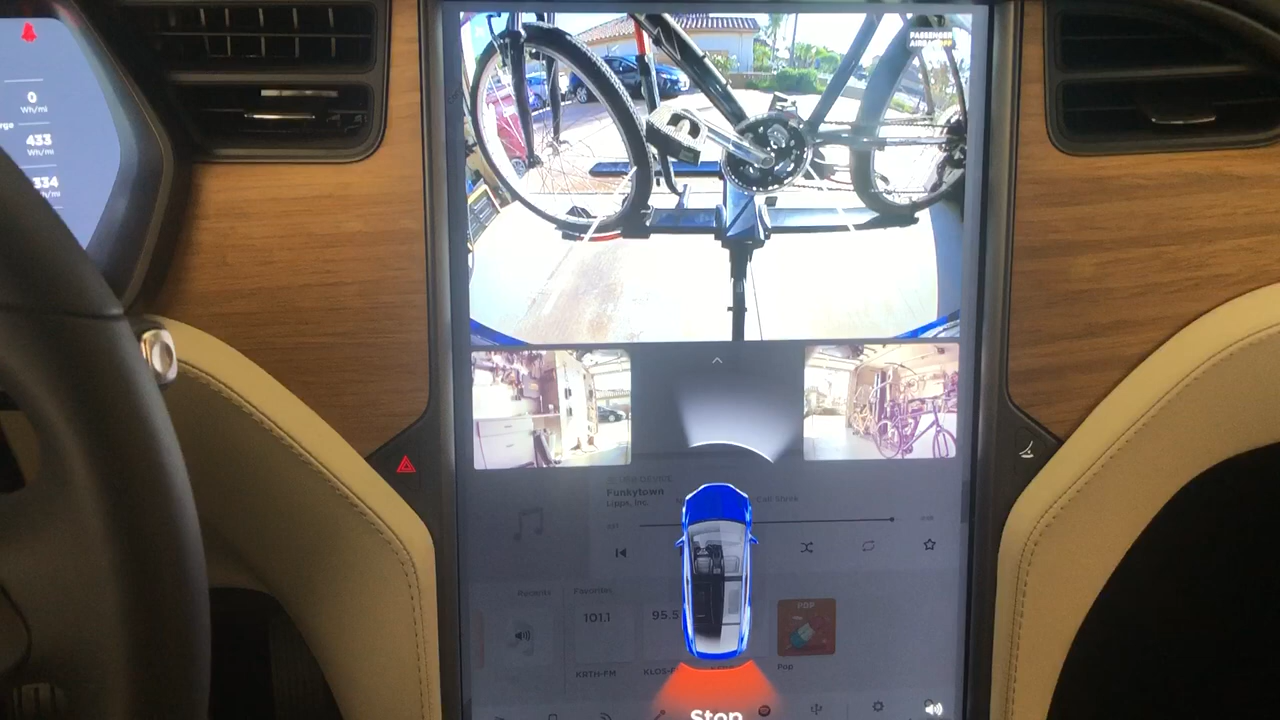 0
Wh/mi
433
Wh/mi
334
PASSENGER
AIRBAG OFF
Funkytown
Lipps, Inc.
Recents
Favorites
101.1
95.5
KRTH-FM
POP
Pop
Stop